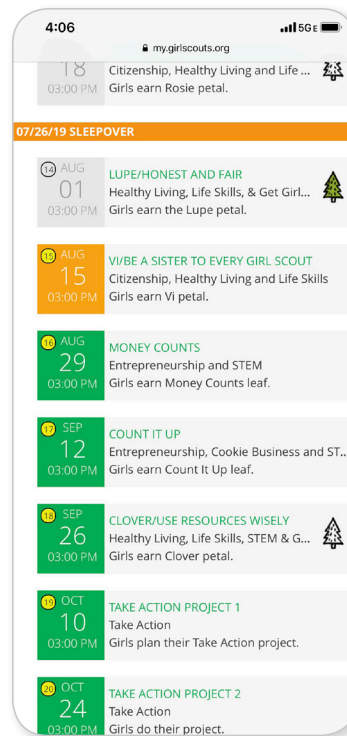 4:06
5G E
my.girlscouts.org
18
03:00 PM
Citizenship, Healthy Living and Life ...
Girls earn Rosie petal.
07/26/19 SLEEPOVER
14 AUG
01
03:00 PM
LUPE/HONEST AND FAIR
Healthy Living, Life Skills, & Get Girl...
Girls earn the Lupe petal.
15 AUG
15
03:00 PM
VI/BE A SISTER TO EVERY GIRL SCOUT
Citizenship, Healthy Living and Life Skills
Girls earn Vi petal.
16 AUG
29
03:00 PM
MONEY COUNTS
Entrepreneurship and STEM
Girls earn Money Counts leaf.
17 SEP
12
03:00 PM
COUNT IT UP
Entrepreneurship, Cookie Business and ST..
Girls earn Count It Up leaf.
18 SEP
26
03:00 PM
CLOVER/USE RESOURCES WISELY
Healthy Living, Life Skills, STEM & G...
Girls earn Clover petal.
19 OCT
10
03:00 PM
TAKE ACTION PROJECT 1
Take Action
Girls plan their Take Action project.
20 OCT
24
03:00 PM
TAKE ACTION PROJECT 2
Take Action
Girls do their project.